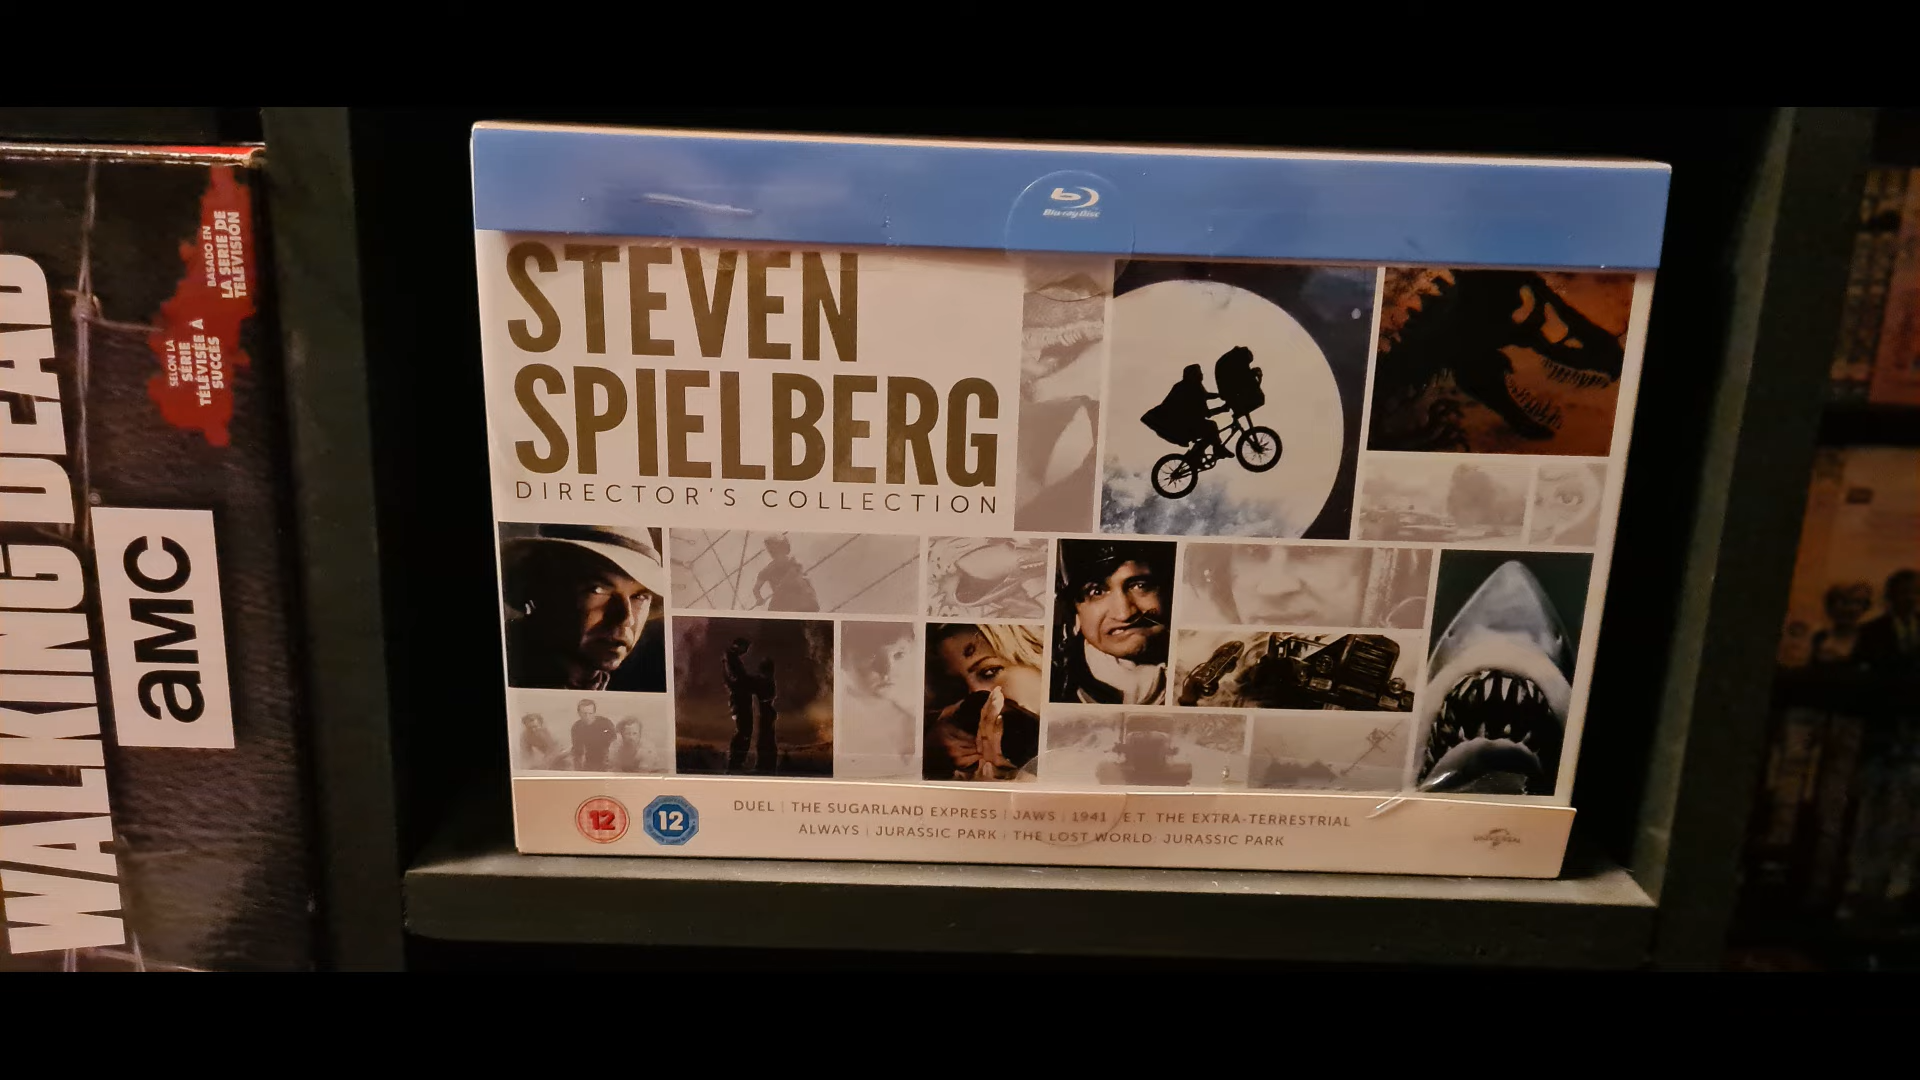 WALKING DEAD
aMC
SELON LA
SÉRIE
TÉLÉVISÉE À
SUCCÈS
BASADO EN
LA SERIE DE
TELEVISIÓN
Blu-ray Disc
STEVEN
SPIELBERG
DIRECTOR'S COLLECTION
12
12
DUEL | THE SUGARLAND EXPRESS | JAWS | 1941 | E.T. THE EXTRA-TERRESTRIAL
ALWAYS | JURASSIC PARK | THE LOST WORLD: JURASSIC PARK
UNIVERSAL